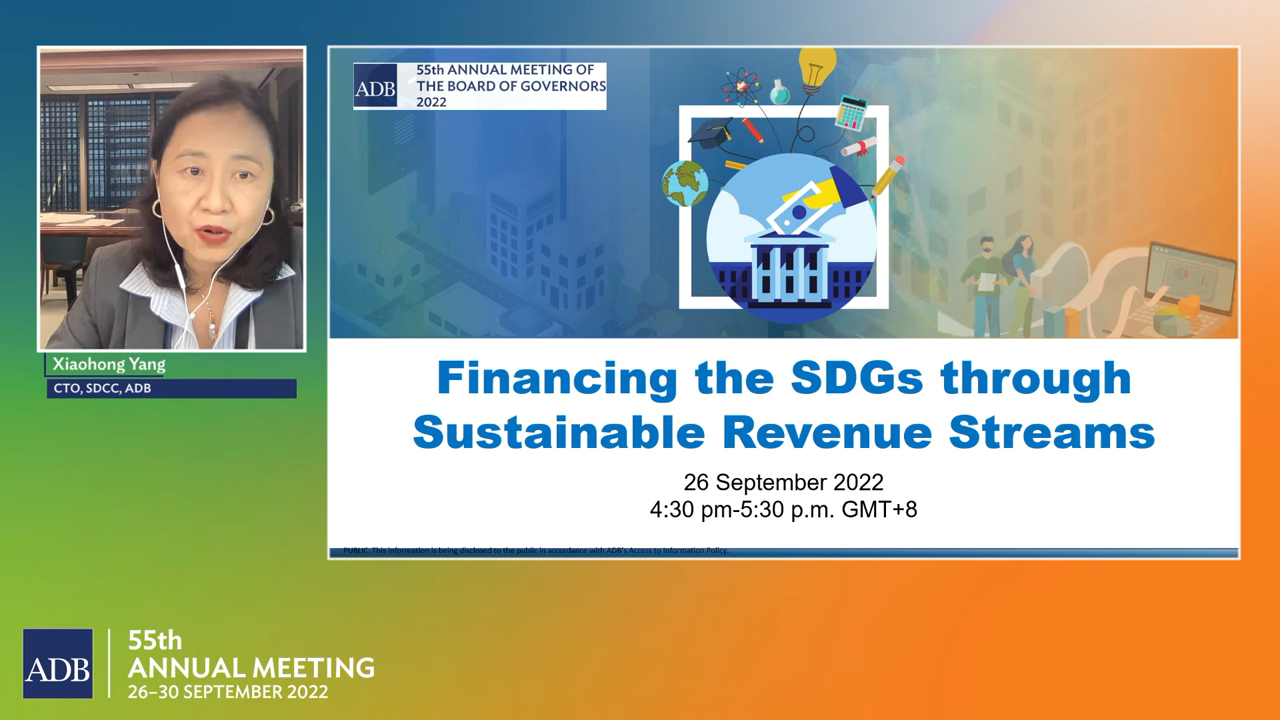 ADB
55th ANNUAL MEETING OF
THE BOARD OF GOVERNORS
2022
Xiaohong Yang
CTO, SDCC, ADB
Financing the SDGs through
Sustainable Revenue Streams
26 September 2022
4:30 pm-5:30 p.m. GMT+8
PUBLIC. This information is being disclosed to the public in accordance with ADB's Access to Information Policy.
ADB
55th
ANNUAL MEETING
26–30 SEPTEMBER 2022